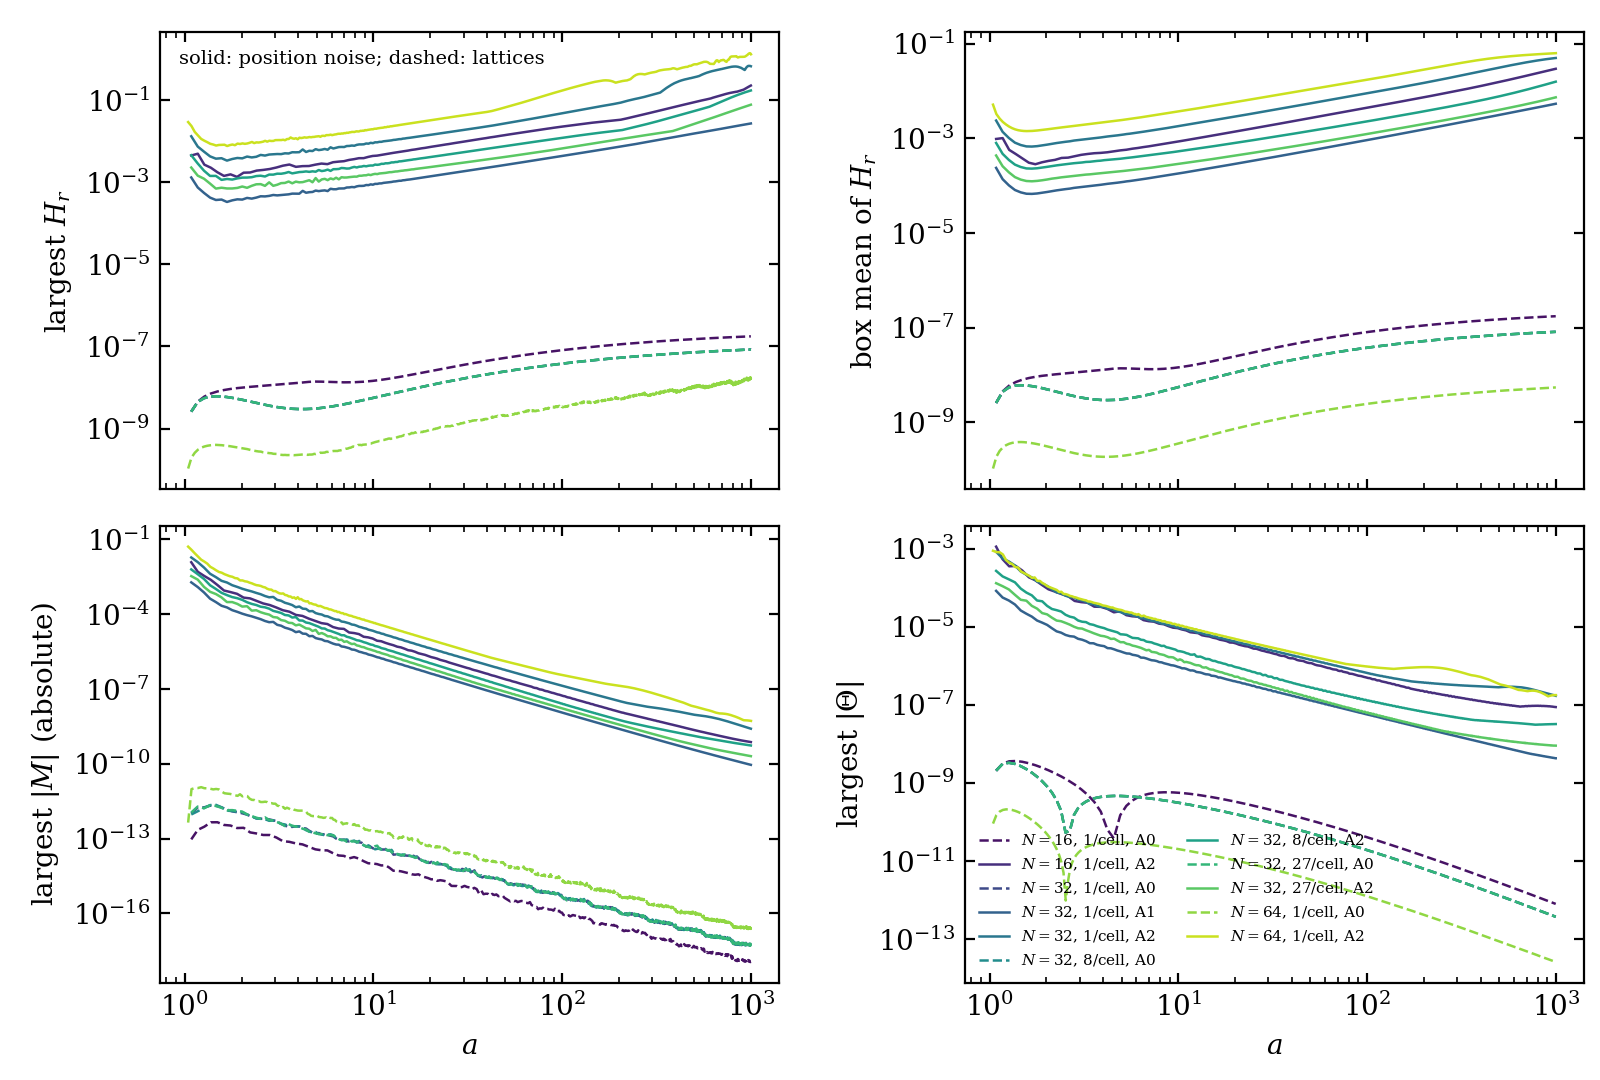 solid: position noise; dashed: lattices
largest H_r
10^{-1}
10^{-3}
10^{-5}
10^{-7}
10^{-9}
box mean of H_r
10^{-1}
10^{-3}
10^{-5}
10^{-7}
10^{-9}
largest |M| (absolute)
10^{-1}
10^{-4}
10^{-7}
10^{-10}
10^{-13}
10^{-16}
10^0 10^1 10^2 10^3
a
largest |Θ|
10^{-3}
10^{-5}
10^{-7}
10^{-9}
10^{-11}
10^{-13}
N = 16, 1/cell, A0
N = 16, 1/cell, A2
N = 32, 1/cell, A0
N = 32, 1/cell, A1
N = 32, 1/cell, A2
N = 32, 8/cell, A0
N = 32, 8/cell, A2
N = 32, 27/cell, A0
N = 32, 27/cell, A2
N = 64, 1/cell, A0
N = 64, 1/cell, A2
10^0 10^1 10^2 10^3
a